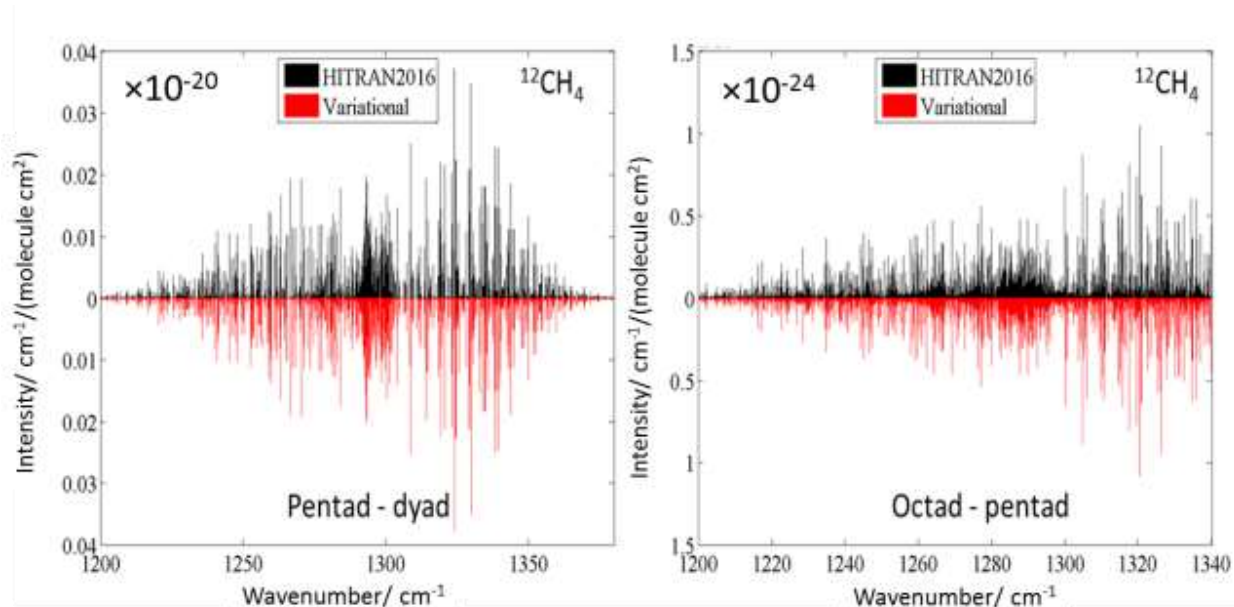 0.04
0.03
0.02
0.01
0
0.01
0.02
0.03
0.04
1200
1250
1300
1350
×10-20
HITRAN2016
Variational
12CH4
Pentad - dyad
Intensity/ cm-1/(molecule cm2)
Wavenumber/ cm-1
1.5
1
0.5
0
0.5
1
1.5
1200
1220
1240
1260
1280
1300
1320
1340
×10-24
HITRAN2016
Variational
12CH4
Octad - pentad
Intensity/ cm-1/(molecule cm2)
Wavenumber/ cm-1